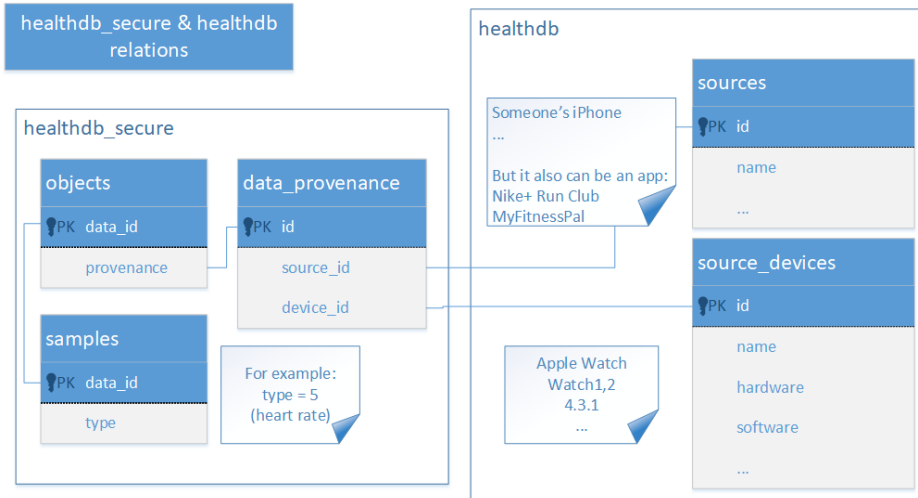 healthdb_secure & healthdb
relations
healthdb_secure
objects
PK data_id
provenance
samples
PK data_id
type
data_provenance
PK id
source_id
device_id
For example:
type = 5
(heart rate)
healthdb
Someone's iPhone
...
But it also can be an app:
Nike+ Run Club
MyFitnessPal
sources
PK id
name
...
source_devices
PK id
name
hardware
software
...
Apple Watch
Watch1,2
4.3.1
...